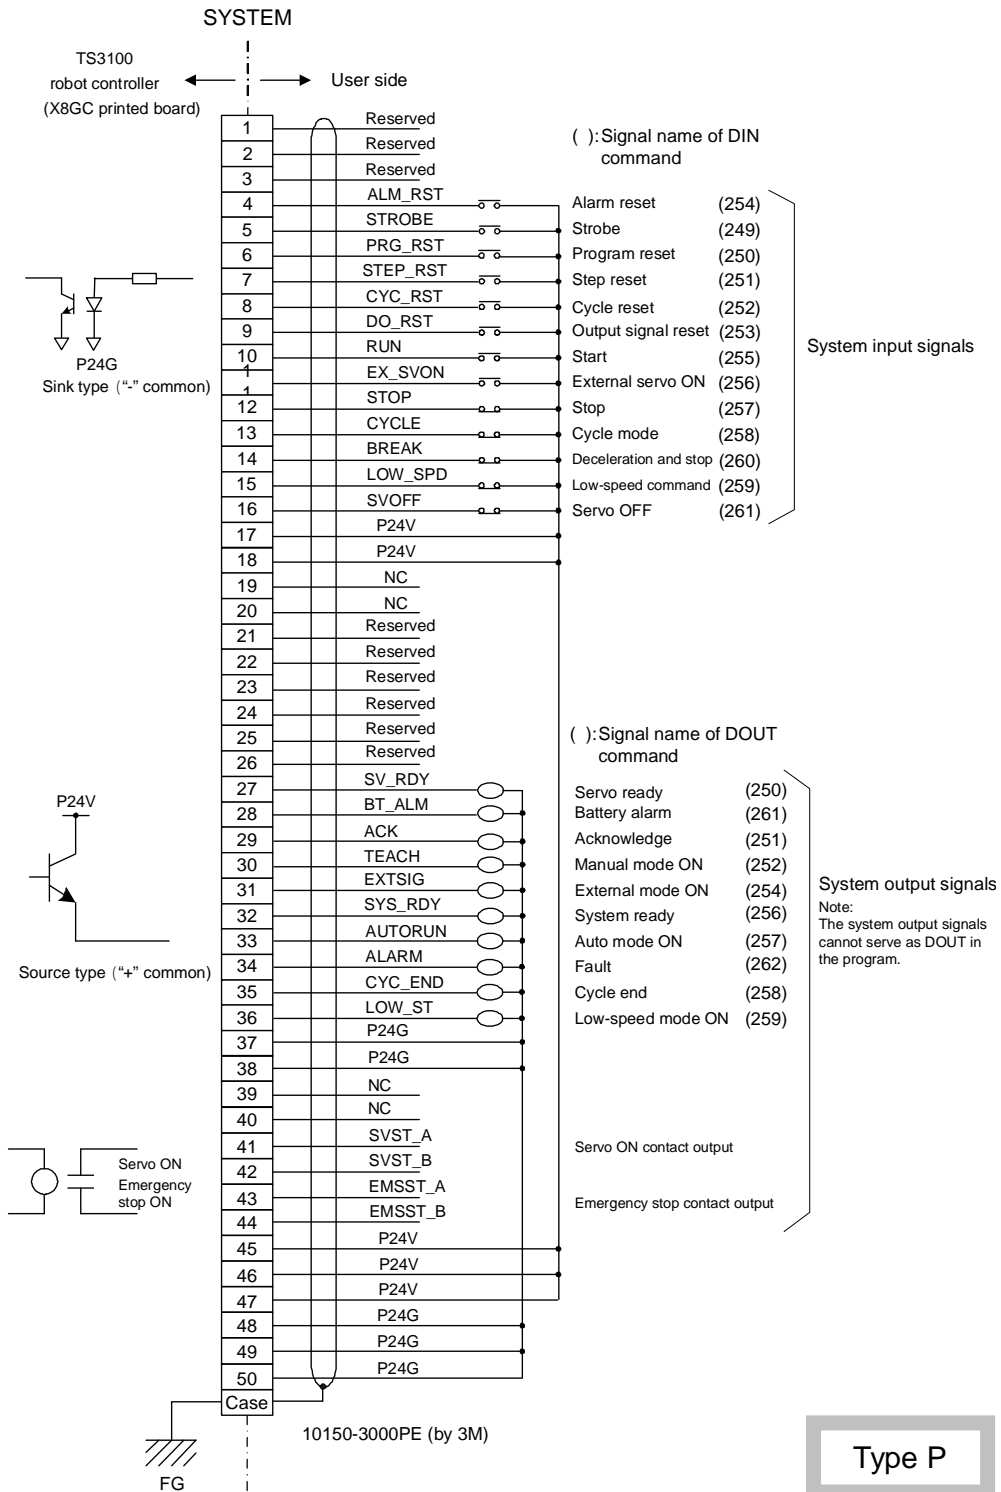 SYSTEM
TS3100
robot controller
(X8GC printed board)
User side
( ):Signal name of DIN
command
1 Reserved
2 Reserved
3 Reserved
4 ALM_RST Alarm reset (254)
5 STROBE Strobe (249)
6 PRG_RST Program reset (250)
7 STEP_RST Step reset (251)
8 CYC_RST Cycle reset (252)
9 DO_RST Output signal reset (253)
10 RUN Start (255)
11 EX_SVON External servo ON (256)
12 STOP Stop (257)
13 CYCLE Cycle mode (258)
14 BREAK Deceleration and stop (260)
15 LOW_SPD Low-speed command (259)
16 SVOFF Servo OFF (261)
System input signals
P24G
Sink type ("-" common)
17 P24V
18 P24V
19 NC
20 NC
21 Reserved
22 Reserved
23 Reserved
24 Reserved
25 Reserved
26 Reserved
( ):Signal name of DOUT
command
27 SV_RDY Servo ready (250)
28 BT_ALM Battery alarm (261)
29 ACK Acknowledge (251)
30 TEACH Manual mode ON (252)
31 EXTSIG External mode ON (254)
32 SYS_RDY System ready (256)
33 AUTORUN Auto mode ON (257)
34 ALARM Fault (262)
35 CYC_END Cycle end (258)
36 LOW_ST Low-speed mode ON (259)
System output signals
Note:
The system output signals
cannot serve as DOUT in
the program.
P24V
Source type ("+" common)
37 P24G
38 P24G
39 NC
40 NC
41 SVST_A Servo ON contact output
42 SVST_B
43 EMSST_A Emergency stop contact output
44 EMSST_B
Servo ON
Emergency
stop ON
45 P24V
46 P24V
47 P24V
48 P24G
49 P24G
50 P24G
Case
10150-3000PE (by 3M)
FG
Type P